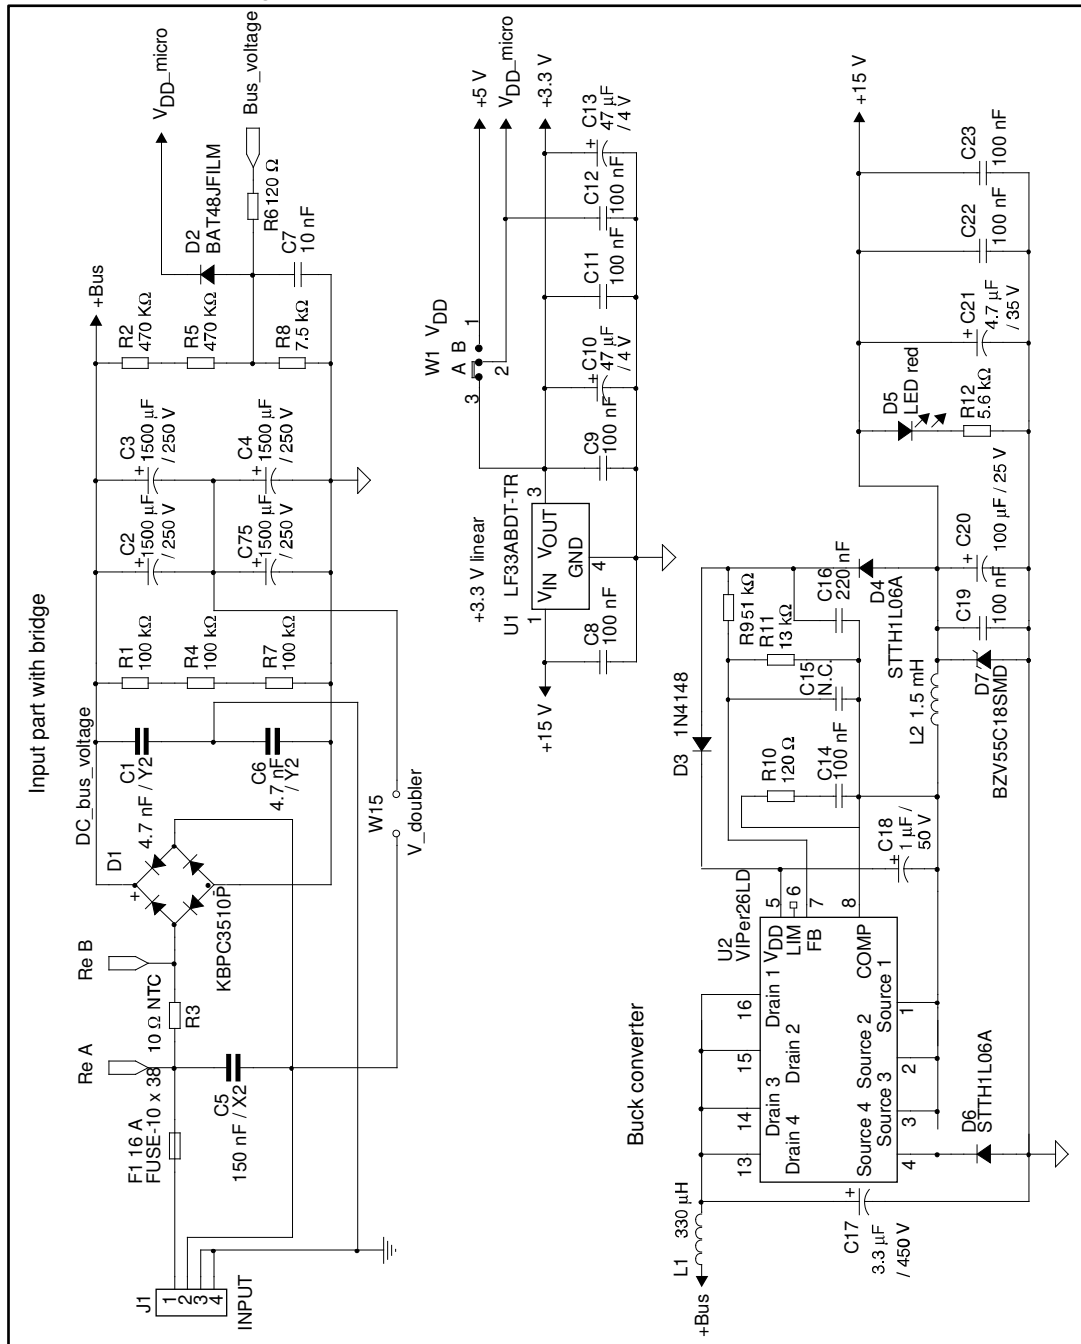 Input part with bridge
J1
1
2
3
4
INPUT
F1 16 A
FUSE-10 x 38
Re A
10 Ω NTC
R3
Re B
C5
150 nF / X2
D1
+
-
KBPC3510P
DC_bus_voltage
C1
4.7 nF / Y2
C6
4.7 nF
/ Y2
W15
V_doubler
R1
100 kΩ
R4
100 kΩ
R7
100 kΩ
+
C2
1500 µF
/ 250 V
+
C75
1500 µF
/ 250 V
+
C3
1500 µF
/ 250 V
+
C4
1500 µF
/ 250 V
+Bus
R2
470 KΩ
R5
470 KΩ
R8
7.5 kΩ
D2
BAT48JFILM
VDD_micro
R6 120 Ω
C7
10 nF
Bus_voltage
+15 V
C8
100 nF
+3.3 V linear
U1 LF33ABDT-TR
1
VIN
VOUT
3
GND
4
C9
100 nF
+
C10
47 µF
/ 4V
C11
100 nF
C12
100 nF
+
C13
47 µF
/ 4 V
W1 VDD
A B
3
2
1
+5 V
VDD_micro
+3.3 V
Buck converter
+Bus
L1
330 µH
+
C17
3.3 µF
/ 450 V
U2
VIPer26LD
13
14
15
16
Drain 4
Drain 3
Drain 2
Drain 1
5
VDD
6
LIM
7
FB
8
COMP
Source 4
Source 3
Source 2
Source 1
4
3
2
1
D6
STTH1L06A
+
C18
1 µF /
50 V
D3 1N4148
R10
120 Ω
C14
100 nF
C15
N.C.
R9 51 kΩ
R11
13 kΩ
C16
220 nF
D4
STTH1L06A
L2 1.5 mH
D7
BZV55C18SMD
C19
100 nF
+
C20
100 µF / 25 V
D5
LED red
R12
5.6 kΩ
+
C21
4.7 µF
/ 35 V
C22
100 nF
C23
100 nF
+15 V